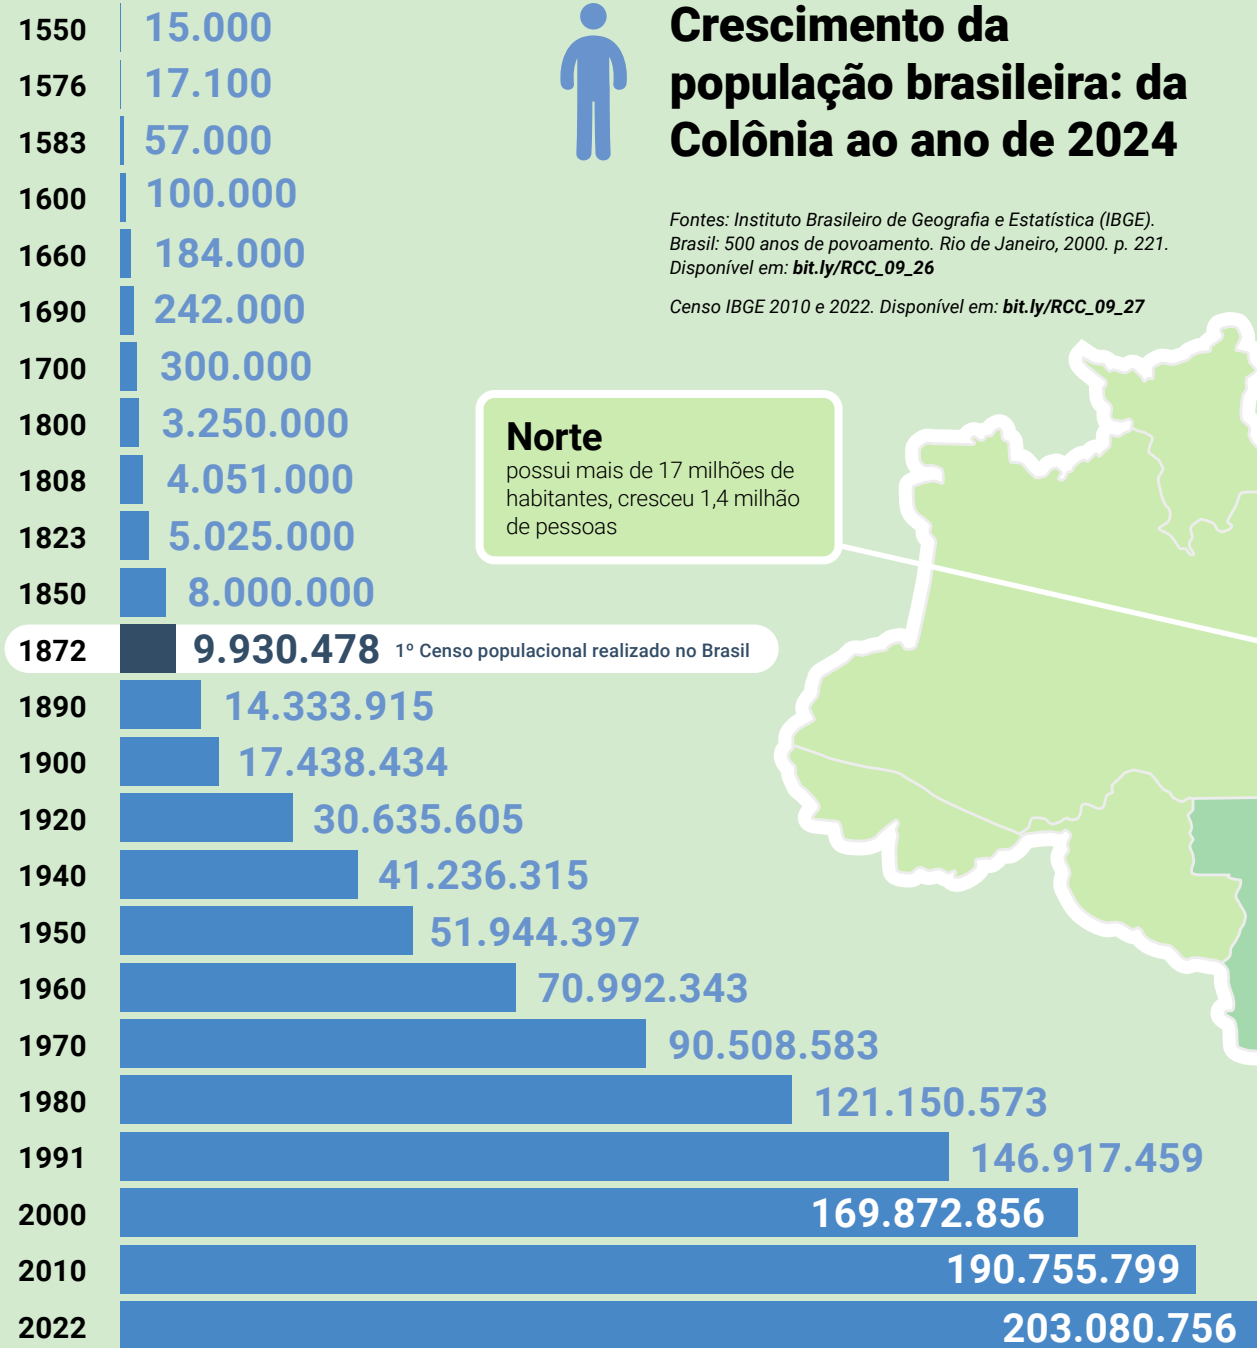 Crescimento da
população brasileira: da
Colônia ao ano de 2024
Fontes: Instituto Brasileiro de Geografia e Estatística (IBGE).
Brasil: 500 anos de povoamento. Rio de Janeiro, 2000. p. 221.
Disponível em: bit.ly/RCC_09_26
Censo IBGE 2010 e 2022. Disponível em: bit.ly/RCC_09_27
1550 15.000
1576 17.100
1583 57.000
1600 100.000
1660 184.000
1690 242.000
1700 300.000
1800 3.250.000
1808 4.051.000
1823 5.025.000
1850 8.000.000
1872 9.930.478 1º Censo populacional realizado no Brasil
1890 14.333.915
1900 17.438.434
1920 30.635.605
1940 41.236.315
1950 51.944.397
1960 70.992.343
1970 90.508.583
1980 121.150.573
1991 146.917.459
2000 169.872.856
2010 190.755.799
2022 203.080.756
Norte
possui mais de 17 milhões de
habitantes, cresceu 1,4 milhão
de pessoas